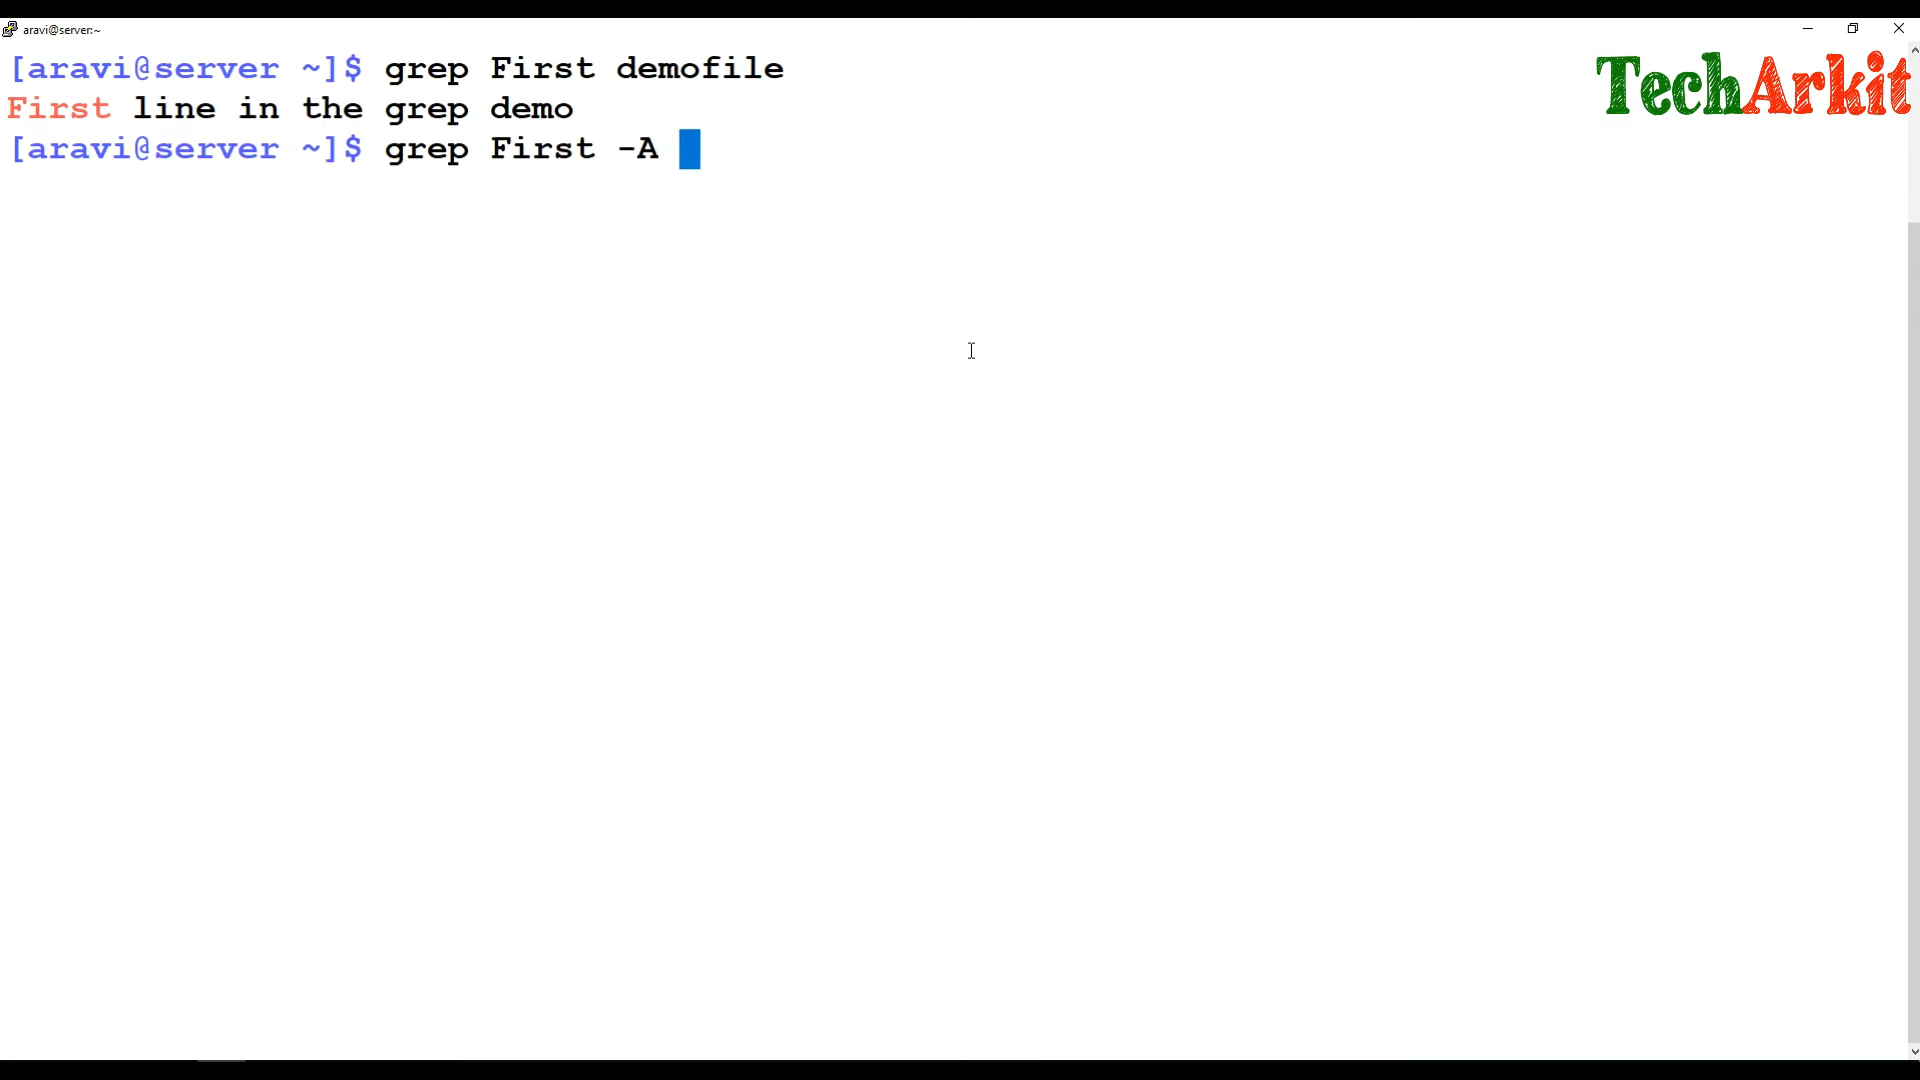 aravi@server:~
[aravi@server ~]$ grep First demofile
First line in the grep demo
[aravi@server ~]$ grep First -A
TechArkit